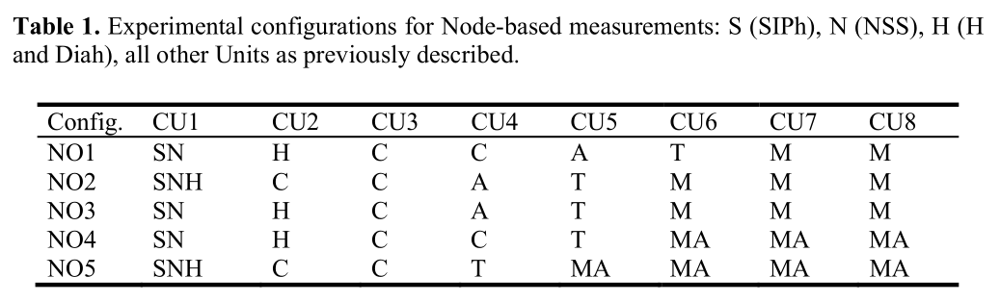 Table 1. Experimental configurations for Node-based measurements: S (SIPh), N (NSS), H (H
and Diah), all other Units as previously described.
Config. CU1 CU2 CU3 CU4 CU5 CU6 CU7 CU8
NO1 SN H C C A T M M
NO2 SNH C C A T M M M
NO3 SN H C A T M M M
NO4 SN H C C T MA MA MA
NO5 SNH C C T MA MA MA MA